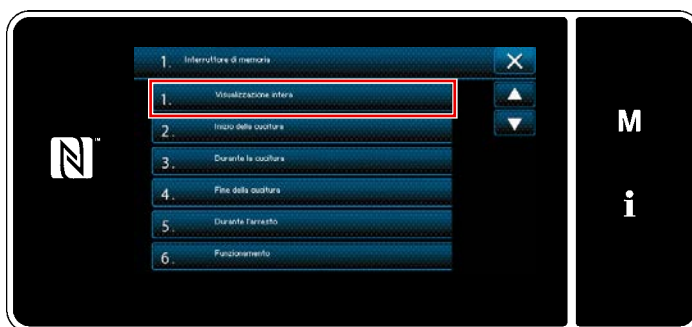 1. Interruttore di memoria
1. Visualizzazione intera
2. Inizio della cucitura
3. Durante la cucitura
4. Fine della cucitura
5. Durante l'arresto
6. Funzionamento
M
i